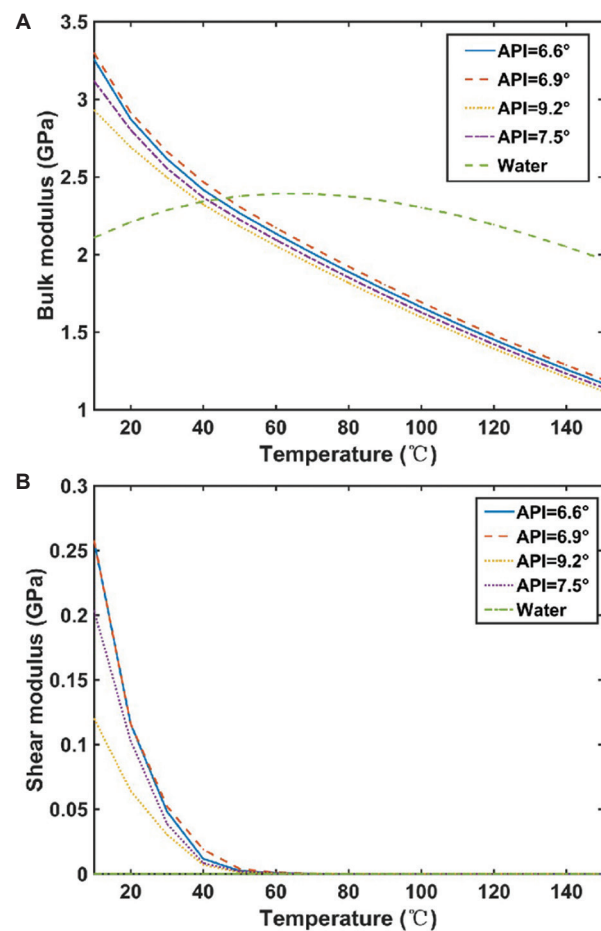 A
3.5
3
2.5
2
1.5
1
Bulk modulus (GPa)
API=6.6°
API=6.9°
API=9.2°
API=7.5°
Water
20 40 60 80 100 120 140
Temperature (℃)
B
0.3
0.25
0.2
0.15
0.1
0.05
0
Shear modulus (GPa)
API=6.6°
API=6.9°
API=9.2°
API=7.5°
Water
20 40 60 80 100 120 140
Temperature (℃)